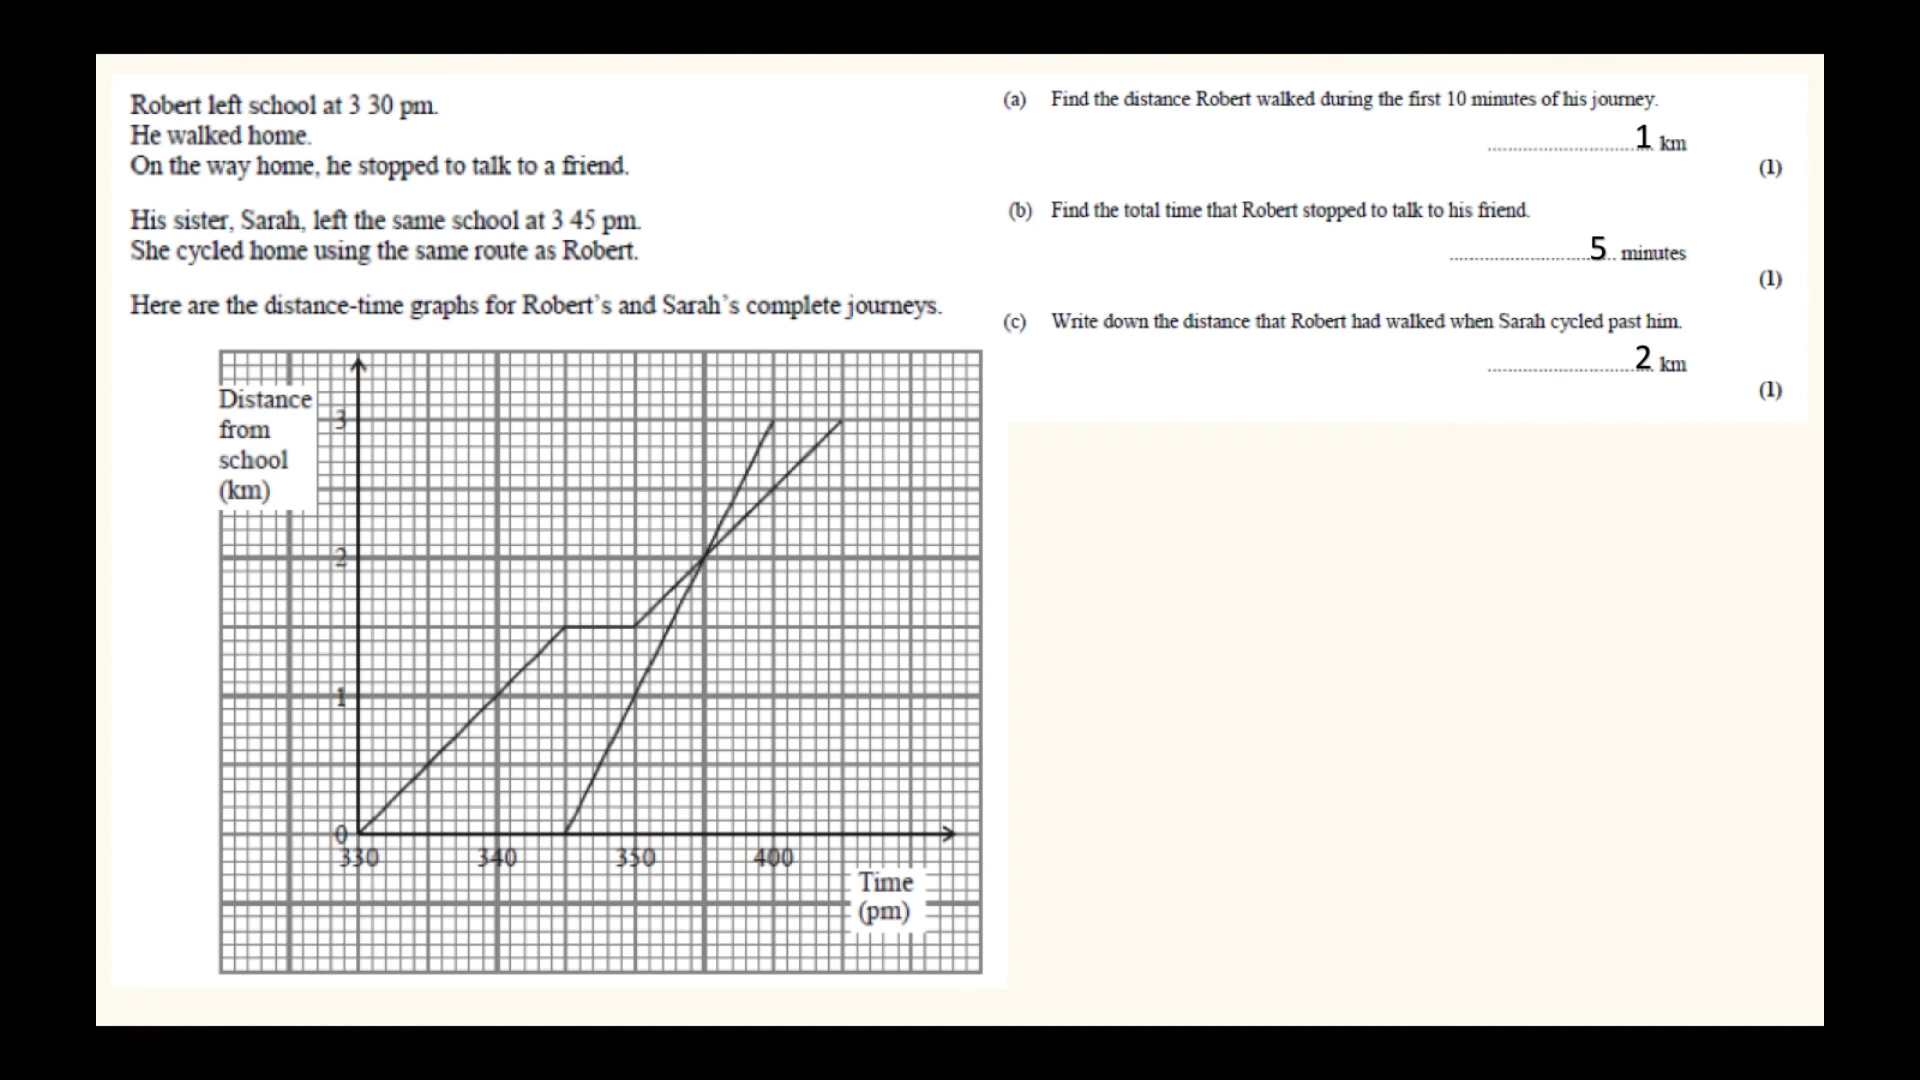 Robert left school at 3 30 pm.
He walked home.
On the way home, he stopped to talk to a friend.
His sister, Sarah, left the same school at 3 45 pm.
She cycled home using the same route as Robert.
Here are the distance-time graphs for Robert's and Sarah's complete journeys.
Distance
from
school
(km)
3
2
1
0
330 340 350 400
Time
(pm)
(a) Find the distance Robert walked during the first 10 minutes of his journey.
1 km
(1)
(b) Find the total time that Robert stopped to talk to his friend.
5 minutes
(1)
(c) Write down the distance that Robert had walked when Sarah cycled past him.
2 km
(1)